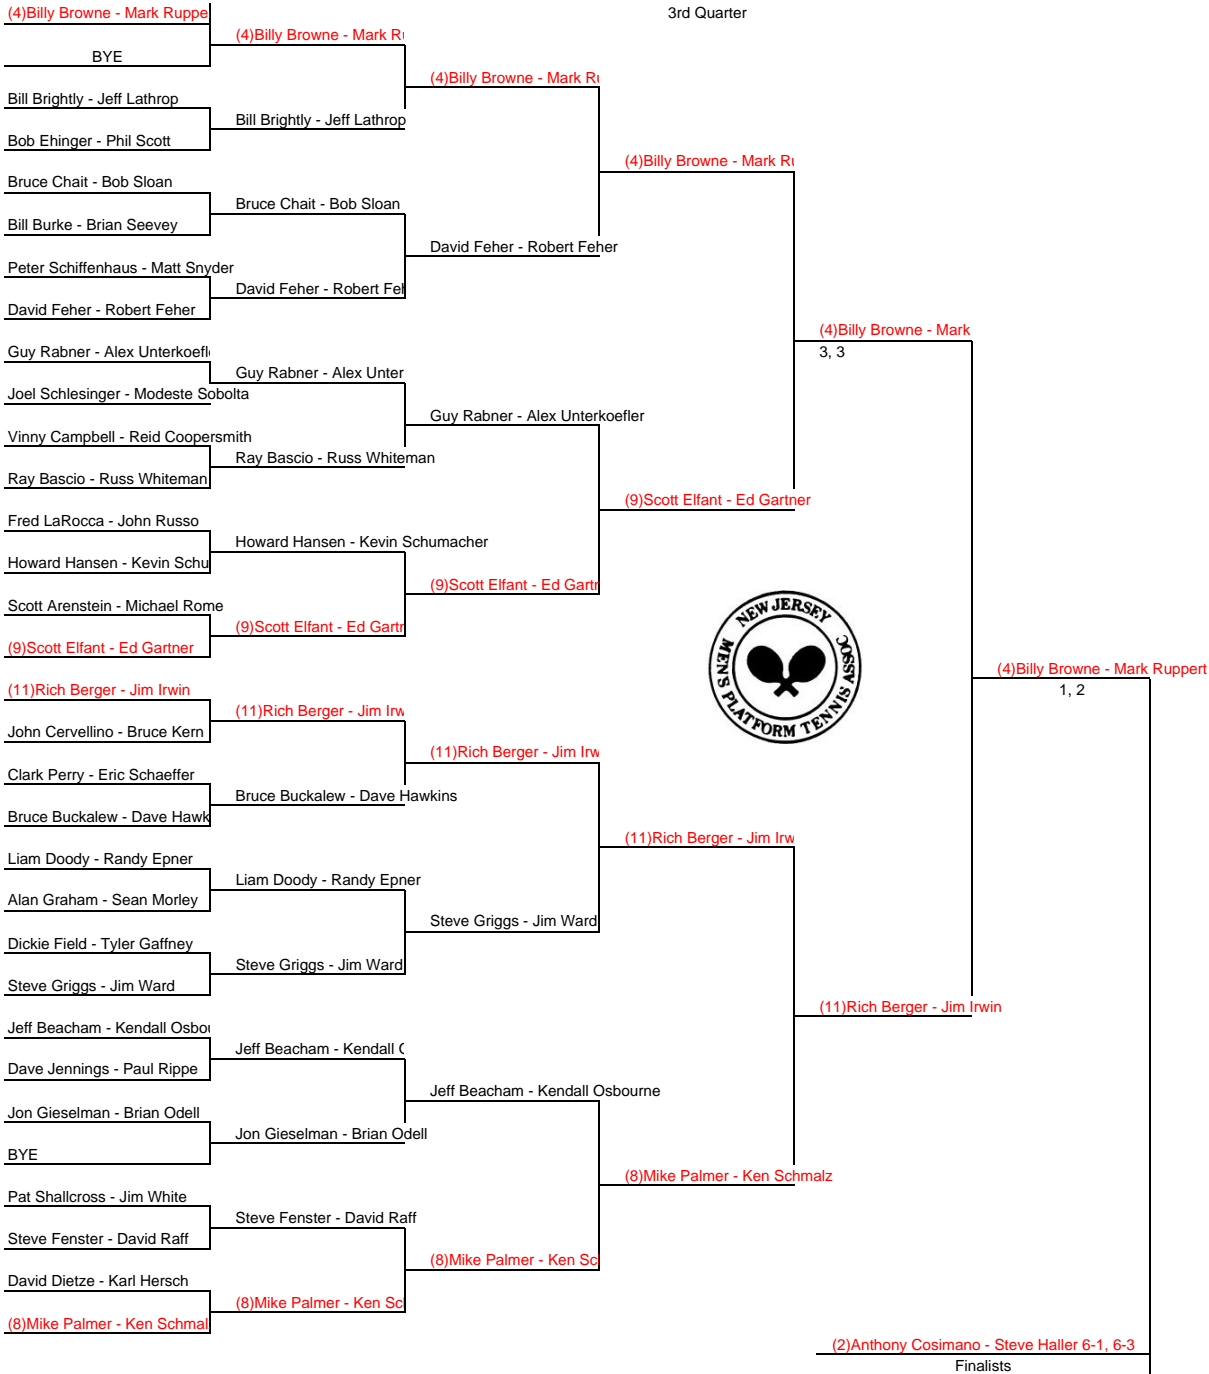 3rd Quarter
(4)Billy Browne - Mark Ruppe
BYE
Bill Brightly - Jeff Lathrop
Bob Ehinger - Phil Scott
Bruce Chait - Bob Sloan
Bill Burke - Brian Seevey
Peter Schiffenhaus - Matt Snyder
David Feher - Robert Feher
Guy Rabner - Alex Unterkoefl
Joel Schlesinger - Modeste Sobolta
Vinny Campbell - Reid Coopersmith
Ray Bascio - Russ Whiteman
Fred LaRocca - John Russo
Howard Hansen - Kevin Schu
Scott Arenstein - Michael Rome
(9)Scott Elfant - Ed Gartner
(11)Rich Berger - Jim Irwin
John Cervellino - Bruce Kern
Clark Perry - Eric Schaeffer
Bruce Buckalew - Dave Hawk
Liam Doody - Randy Epner
Alan Graham - Sean Morley
Dickie Field - Tyler Gaffney
Steve Griggs - Jim Ward
Jeff Beacham - Kendall Osbou
Dave Jennings - Paul Rippe
Jon Gieselman - Brian Odell
BYE
Pat Shallcross - Jim White
Steve Fenster - David Raff
David Dietze - Karl Hersch
(8)Mike Palmer - Ken Schmal
(4)Billy Browne - Mark Ru
Bill Brightly - Jeff Lathrop
Bruce Chait - Bob Sloan
David Feher - Robert Feh
Guy Rabner - Alex Unter
Ray Bascio - Russ Whiteman
Howard Hansen - Kevin Schumacher
(9)Scott Elfant - Ed Gartn
(11)Rich Berger - Jim Irw
Bruce Buckalew - Dave Hawkins
Liam Doody - Randy Epner
Steve Griggs - Jim Ward
Jeff Beacham - Kendall O
Jon Gieselman - Brian Odell
Steve Fenster - David Raff
(8)Mike Palmer - Ken Sc
(4)Billy Browne - Mark Ru
David Feher - Robert Feher
Guy Rabner - Alex Unterkoefler
(9)Scott Elfant - Ed Gartn
(11)Rich Berger - Jim Irw
Steve Griggs - Jim Ward
Jeff Beacham - Kendall Osbourne
(8)Mike Palmer - Ken Sc
(4)Billy Browne - Mark Ru
(9)Scott Elfant - Ed Gartner
(11)Rich Berger - Jim Irw
(8)Mike Palmer - Ken Schmalz
(4)Billy Browne - Mark
3, 3
(11)Rich Berger - Jim Irwin
(4)Billy Browne - Mark Ruppert
1, 2
(2)Anthony Cosimano - Steve Haller 6-1, 6-3
Finalists
NEW JERSEY
MEN'S PLATFORM TENNIS ASSOC